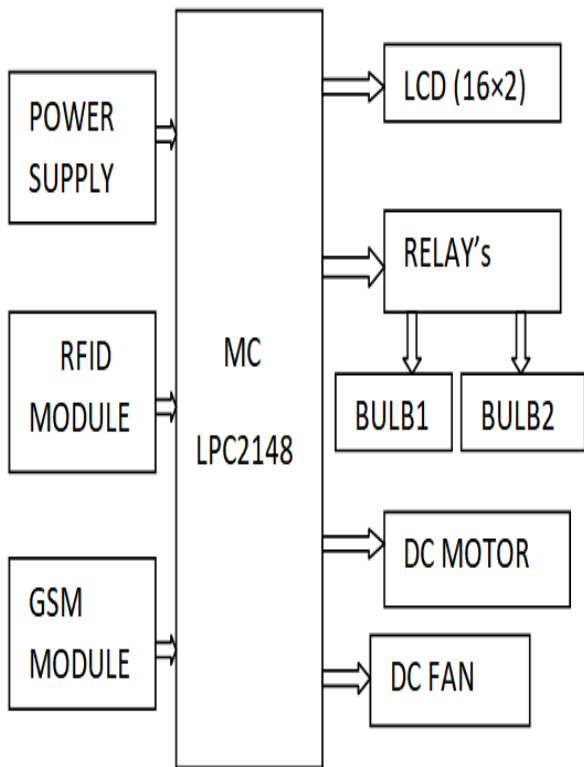 POWER
SUPPLY
RFID
MODULE
GSM
MODULE
MC
LPC2148
LCD (16×2)
RELAY’s
BULB1
BULB2
DC MOTOR
DC FAN